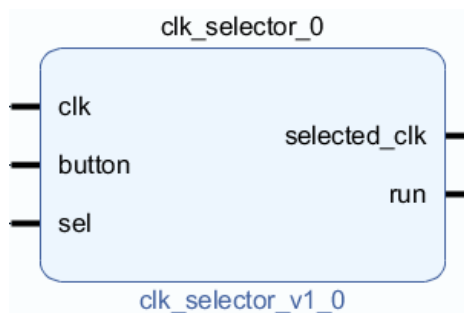 clk_selector_0
clk
selected_clk
button
run
sel
clk_selector_v1_0